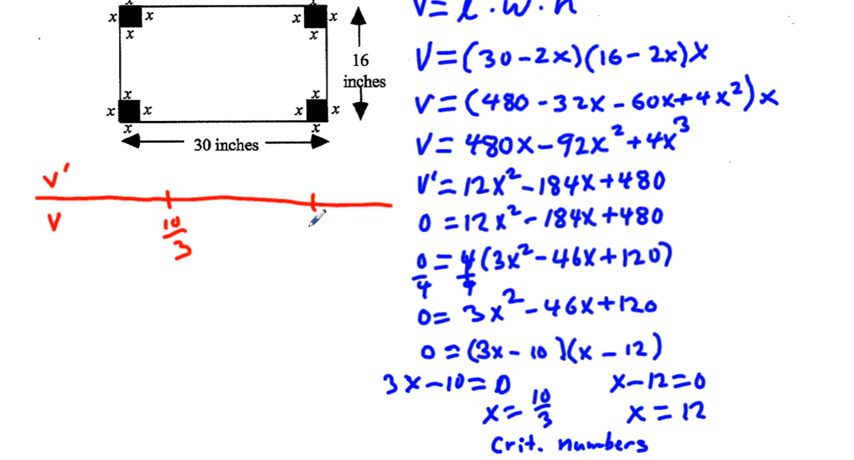 V = l · w · h
x x x x
x x
16
inches
x x
x x x x
x x
30 inches
V = (30 - 2x)(16 - 2x)x
V = (480 - 32x - 60x + 4x²)x
V = 480x - 92x² + 4x³
V' = 12x² - 184x + 480
0 = 12x² - 184x + 480
0/4 = 4/4 (3x² - 46x + 120)
0 = 3x² - 46x + 120
0 = (3x - 10)(x - 12)
3x - 10 = 0 x - 12 = 0
x = 10/3 x = 12
Crit. numbers
V'
V
10/3